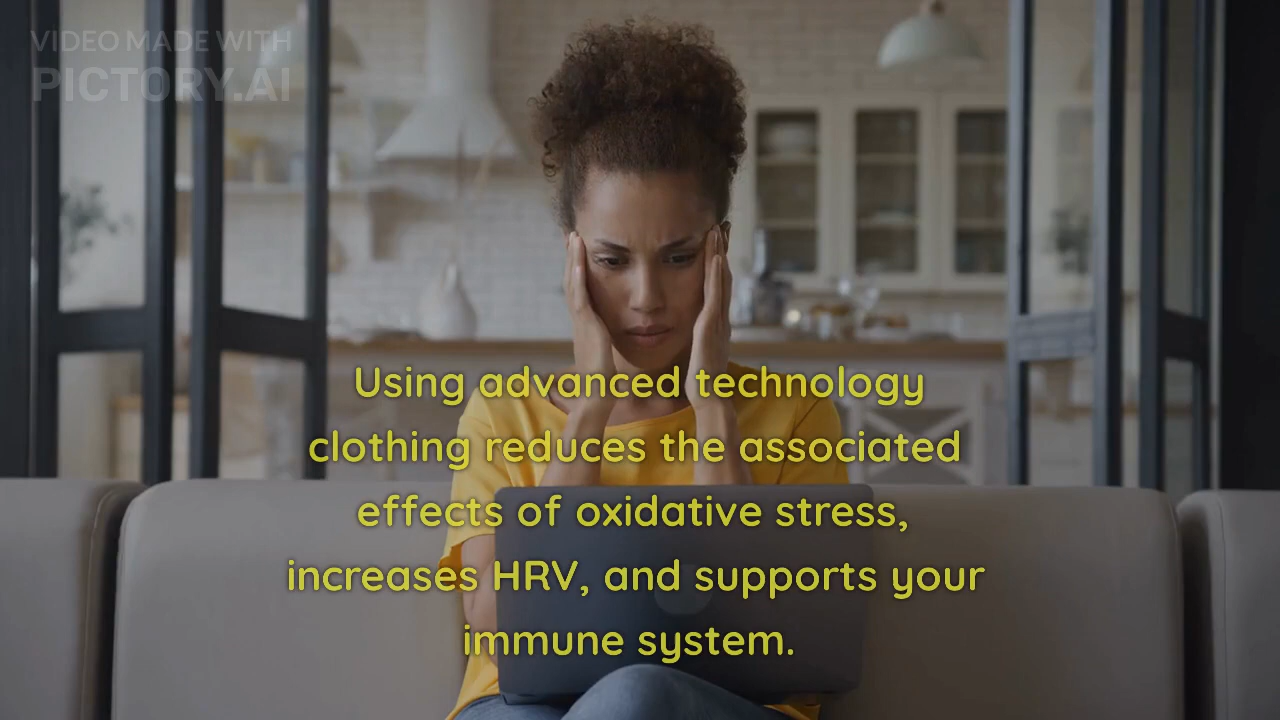 VIDEO MADE WITH
PICTORY.AI
Using advanced technology
clothing reduces the associated
effects of oxidative stress,
increases HRV, and supports your
immune system.